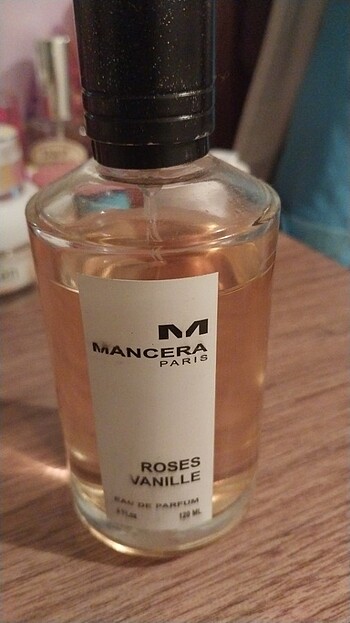 M
MANCERA
PARIS
ROSES
VANILLE
EAU DE PARFUM
120 ML